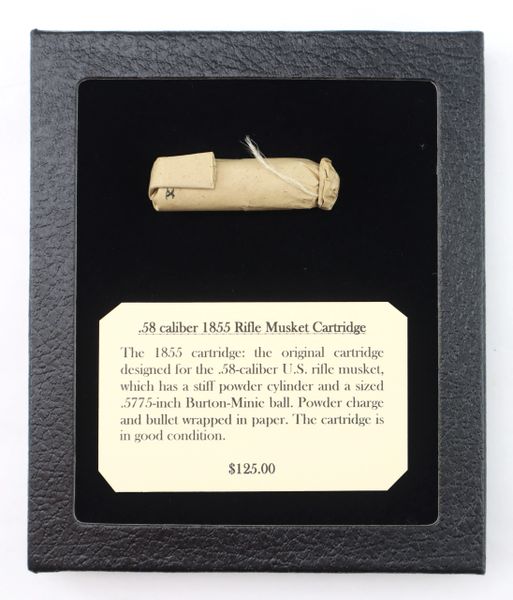 .58 caliber 1855 Rifle Musket Cartridge
The 1855 cartridge: the original cartridge
designed for the .58-caliber U.S. rifle musket,
which has a stiff powder cylinder and a sized
.5775-inch Burton-Minie ball. Powder charge
and bullet wrapped in paper. The cartridge is
in good condition.
$125.00